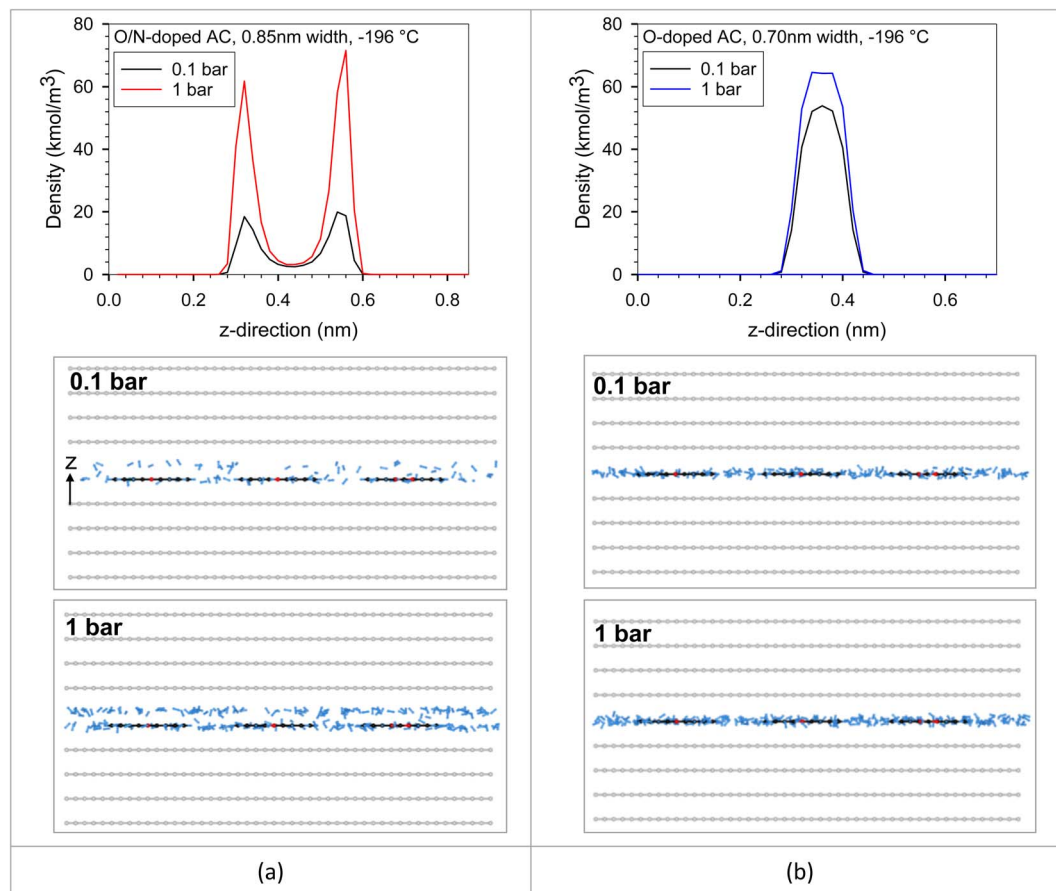 80
60
40
20
0
Density (kmol/m³)
O/N-doped AC, 0.85nm width, -196 °C
0.1 bar
1 bar
0.0 0.2 0.4 0.6 0.8
z-direction (nm)
0.1 bar
z
1 bar
(a)
80
60
40
20
0
Density (kmol/m³)
O-doped AC, 0.70nm width, -196 °C
0.1 bar
1 bar
0.0 0.2 0.4 0.6
z-direction (nm)
0.1 bar
1 bar
(b)